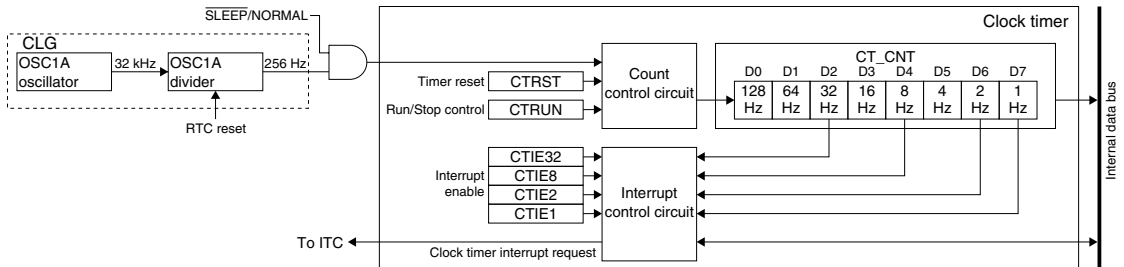 SLEEP/NORMAL
Clock timer
CLG
OSC1A
oscillator
32 kHz
OSC1A
divider
256 Hz
RTC reset
Timer reset
CTRST
Run/Stop control
CTRUN
Count
control circuit
CT_CNT
D0 D1 D2 D3 D4 D5 D6 D7
128 64 32 16 8 4 2 1
Hz Hz Hz Hz Hz Hz Hz Hz
Internal data bus
Interrupt
enable
CTIE32
CTIE8
CTIE2
CTIE1
Interrupt
control circuit
To ITC
Clock timer interrupt request